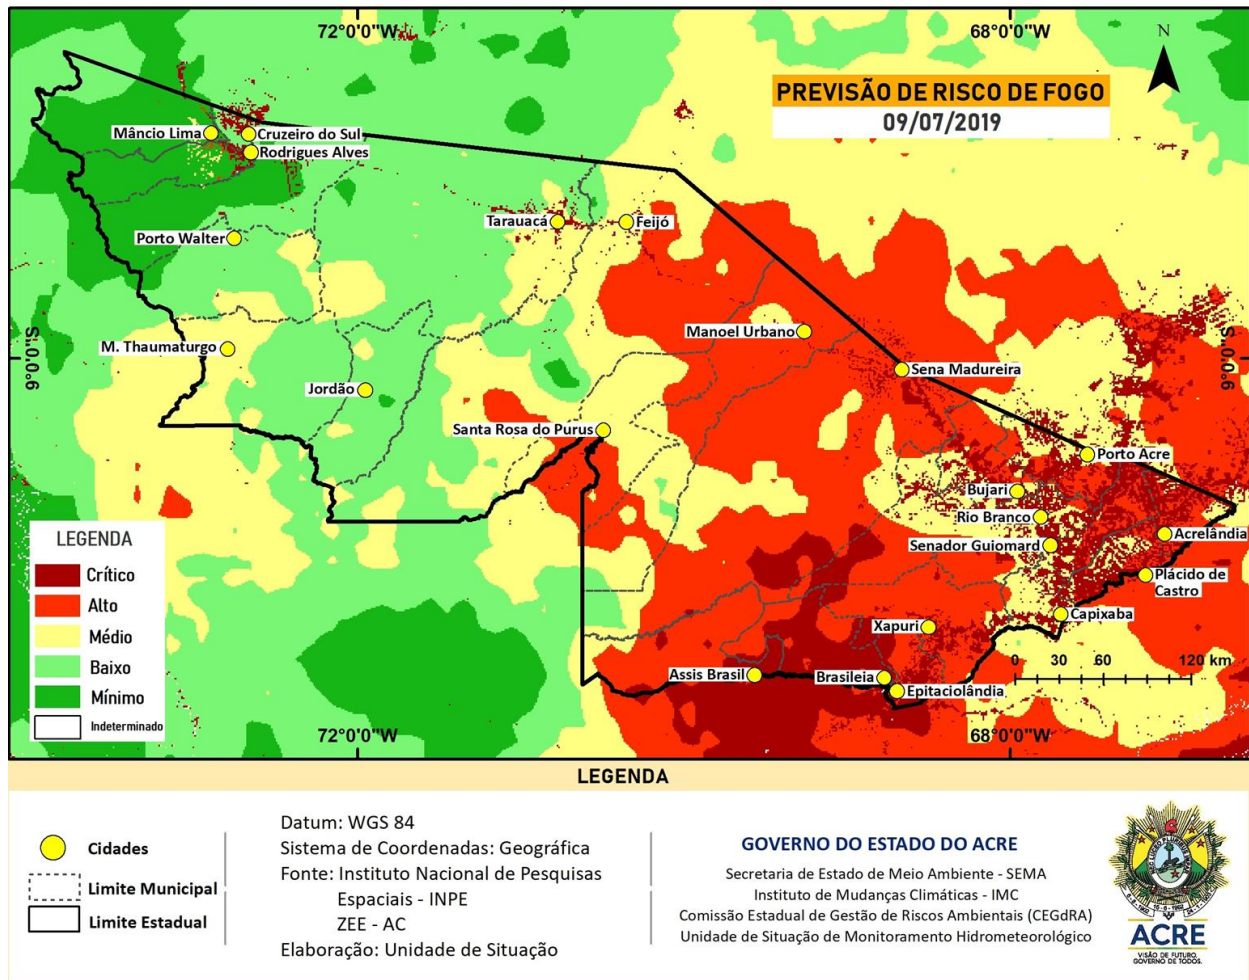 72°0'0"W
68°0'0"W
N
PREVISÃO DE RISCO DE FOGO
09/07/2019
Mâncio Lima
Cruzeiro do Sul
Rodrigues Alves
Tarauacá
Feijó
Porto Walter
Manoel Urbano
M. Thaumaturgo
9°0'0"S
9°0'0"S
Sena Madureira
Jordão
Santa Rosa do Purus
Porto Acre
Bujari
Rio Branco
Senador Guiomard
Acrelândia
Plácido de
Castro
Capixaba
Xapuri
Assis Brasil
Brasileia
Epitaciolândia
0 30 60 120 km
LEGENDA
Crítico
Alto
Médio
Baixo
Mínimo
Indeterminado
72°0'0"W
68°0'0"W
LEGENDA
Cidades
Limite Municipal
Limite Estadual
Datum: WGS 84
Sistema de Coordenadas: Geográfica
Fonte: Instituto Nacional de Pesquisas
Espaciais - INPE
ZEE - AC
Elaboração: Unidade de Situação
GOVERNO DO ESTADO DO ACRE
Secretaria de Estado de Meio Ambiente - SEMA
Instituto de Mudanças Climáticas - IMC
Comissão Estadual de Gestão de Riscos Ambientais (CEGdRA)
Unidade de Situação de Monitoramento Hidrometeorológico
ACRE
VISÃO DE FUTURO.
GOVERNO DE TODOS.